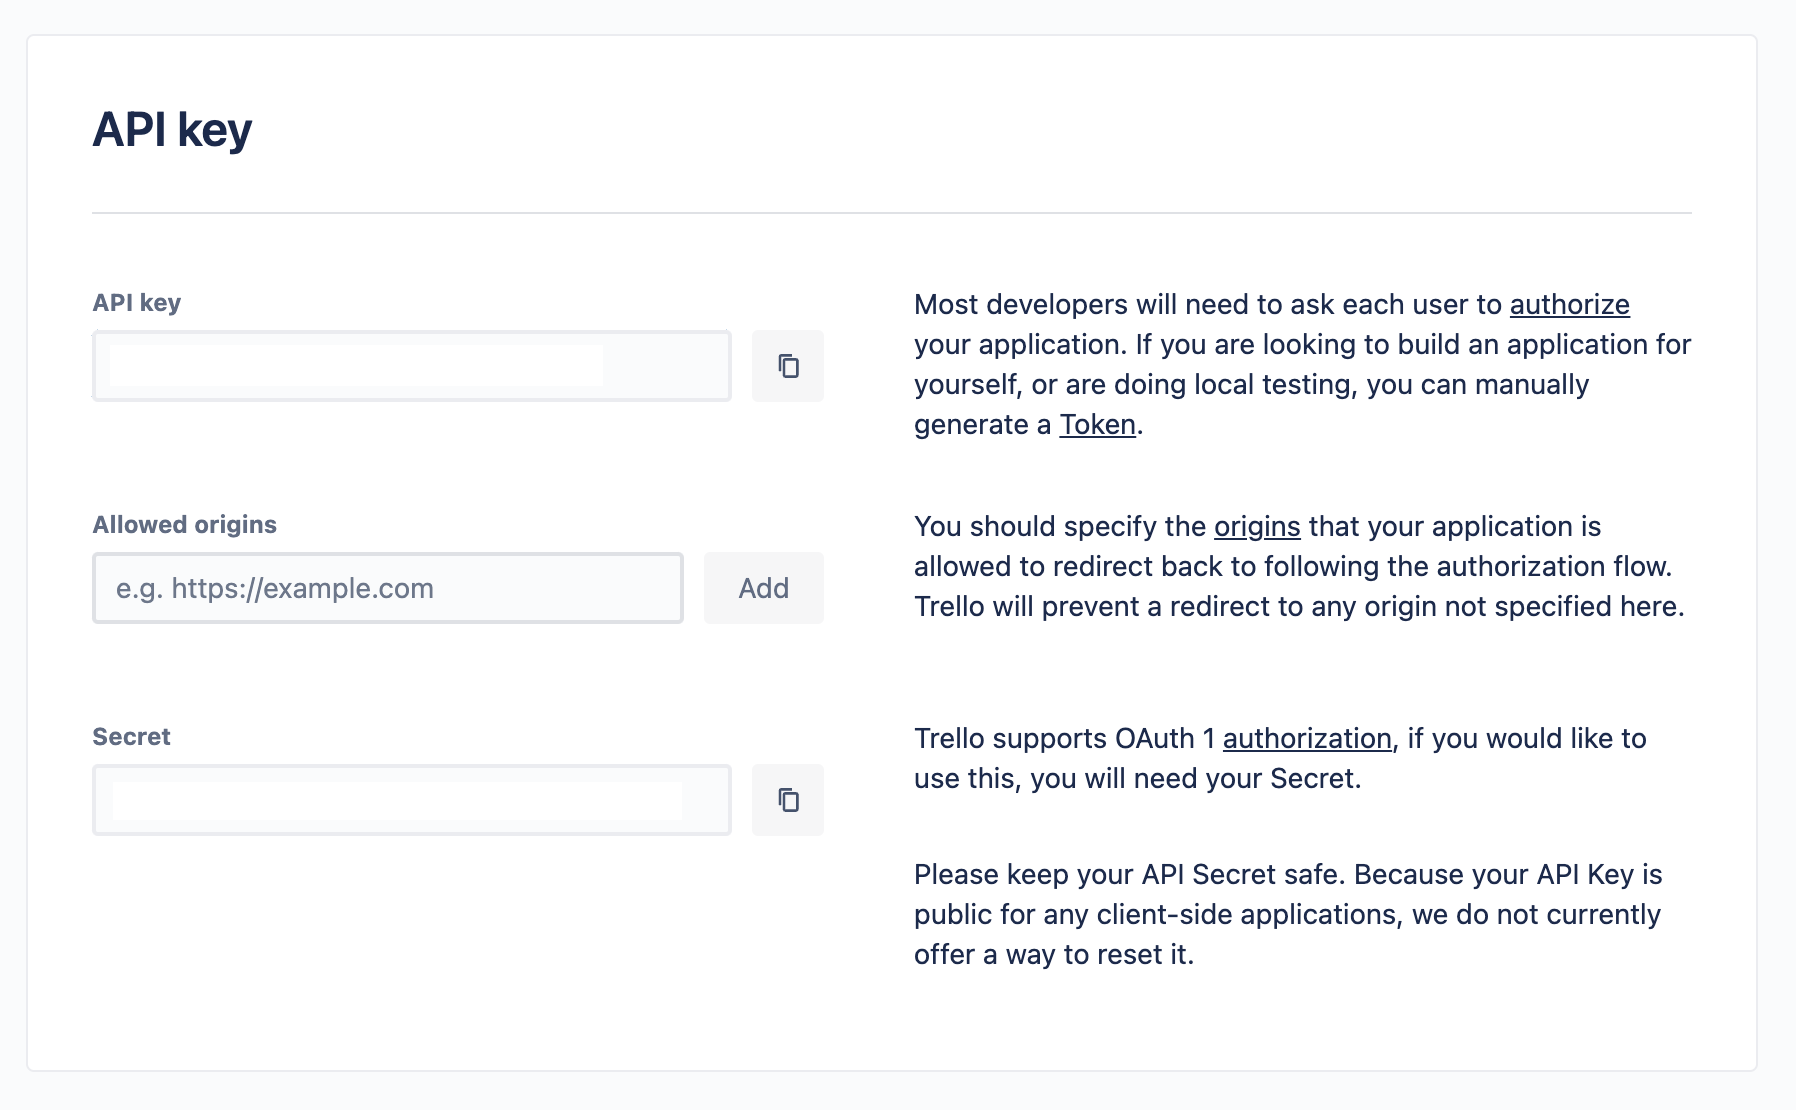 API key
API key
Most developers will need to ask each user to authorize
your application. If you are looking to build an application for
yourself, or are doing local testing, you can manually
generate a Token.
Allowed origins
e.g. https://example.com
Add
You should specify the origins that your application is
allowed to redirect back to following the authorization flow.
Trello will prevent a redirect to any origin not specified here.
Secret
Trello supports OAuth 1 authorization, if you would like to
use this, you will need your Secret.
Please keep your API Secret safe. Because your API Key is
public for any client-side applications, we do not currently
offer a way to reset it.